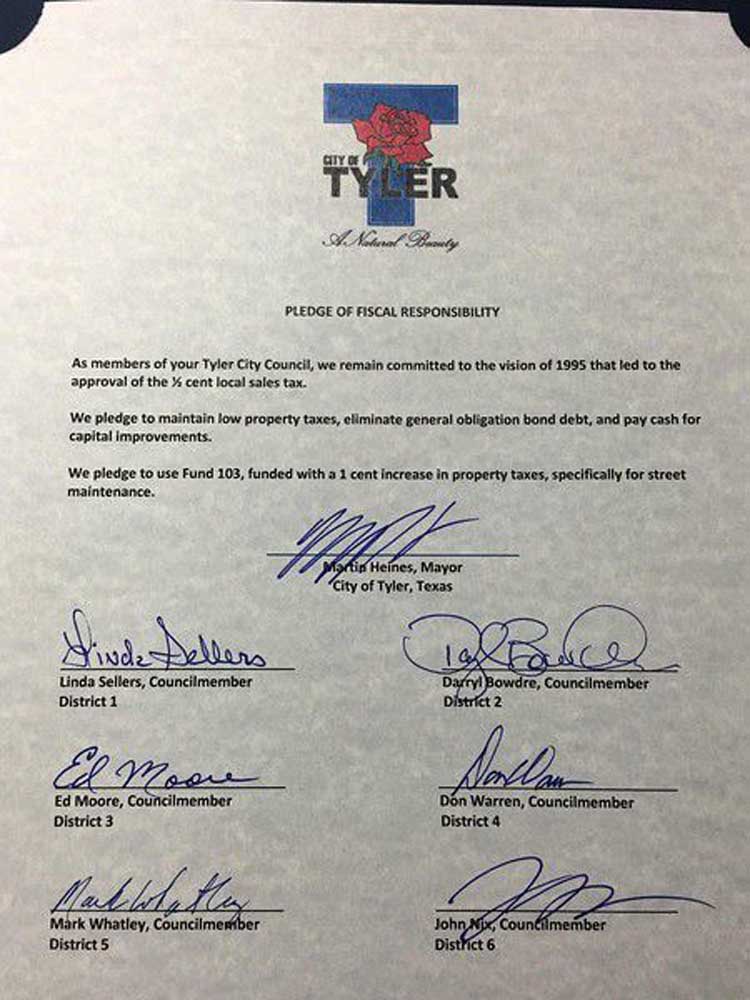 CITY OF
TYLER
A Natural Beauty
PLEDGE OF FISCAL RESPONSIBILITY
As members of your Tyler City Council, we remain committed to the vision of 1995 that led to the
approval of the ½ cent local sales tax.
We pledge to maintain low property taxes, eliminate general obligation bond debt, and pay cash for
capital improvements.
We pledge to use Fund 103, funded with a 1 cent increase in property taxes, specifically for street
maintenance.
Martin Heines, Mayor
City of Tyler, Texas
Linda Sellers
Linda Sellers, Councilmember
District 1
Darryl Bowdre, Councilmember
District 2
Ed Moore
Ed Moore, Councilmember
District 3
Don Warren, Councilmember
District 4
Mark Whatley
Mark Whatley, Councilmember
District 5
John Nix, Councilmember
District 6